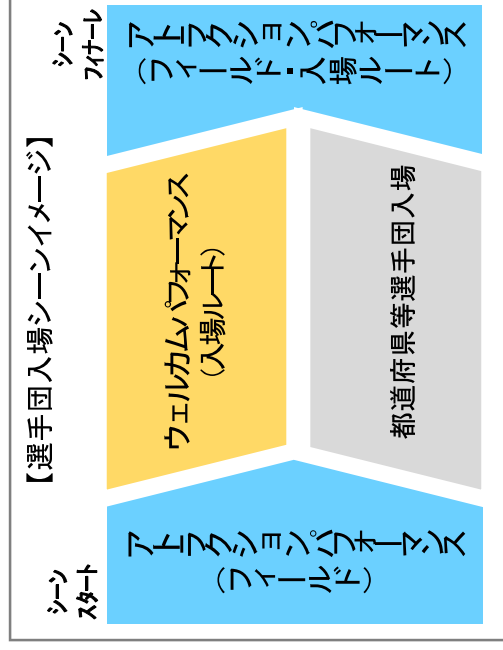 【選手団入場シーンイメージ】
シーン
スタート
シーン
フィナーレ
アトラクションパフォーマンス
（フィールド）
ウェルカムパフォーマンス
（入場ルート）
都道府県等選手団入場
アトラクションパフォーマンス
（フィールド・入場ルート）